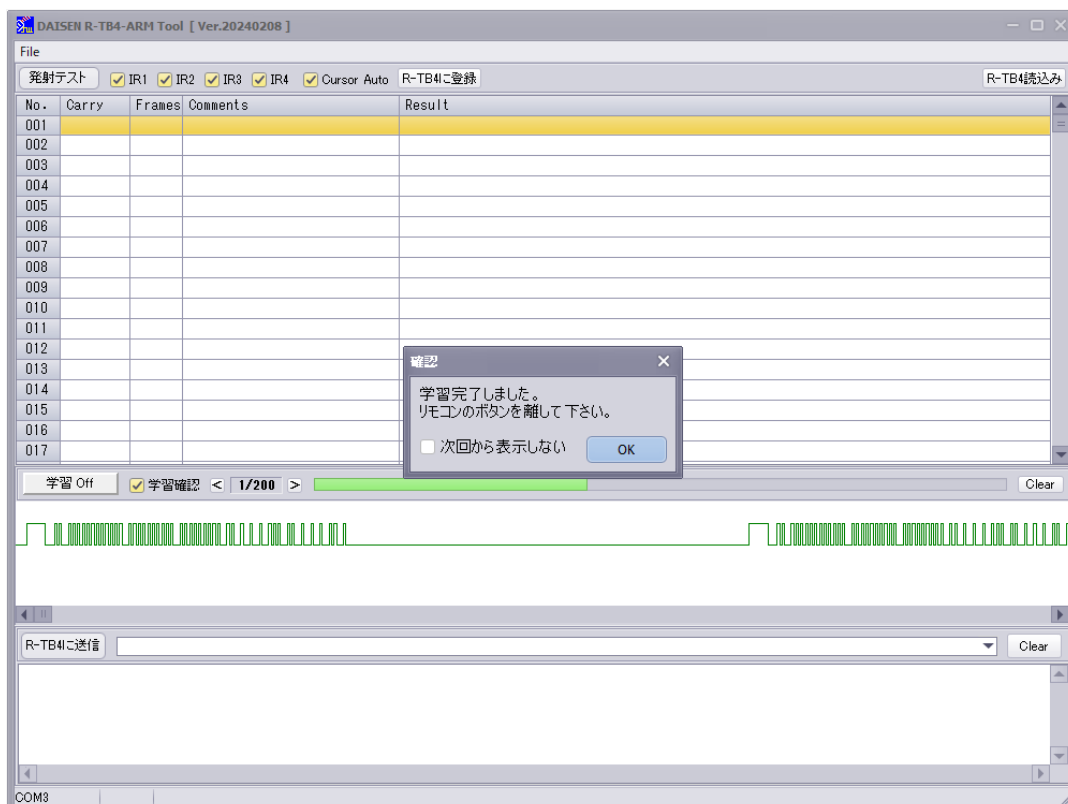 DAISEN R-TB4-ARM Tool [ Ver.20240208 ]
File
発射テスト IR1 IR2 IR3 IR4 Cursor Auto R-TB4に登録 R-TB4読込み
No. Carry Frames Comments Result
001
002
003
004
005
006
007
008
009
010
011
012
013
014
015
016
017
確認
学習完了しました。
リモコンのボタンを離して下さい。
次回から表示しない OK
学習 Off 学習確認 < 1/200 > Clear
R-TB4に送信 Clear
COM3